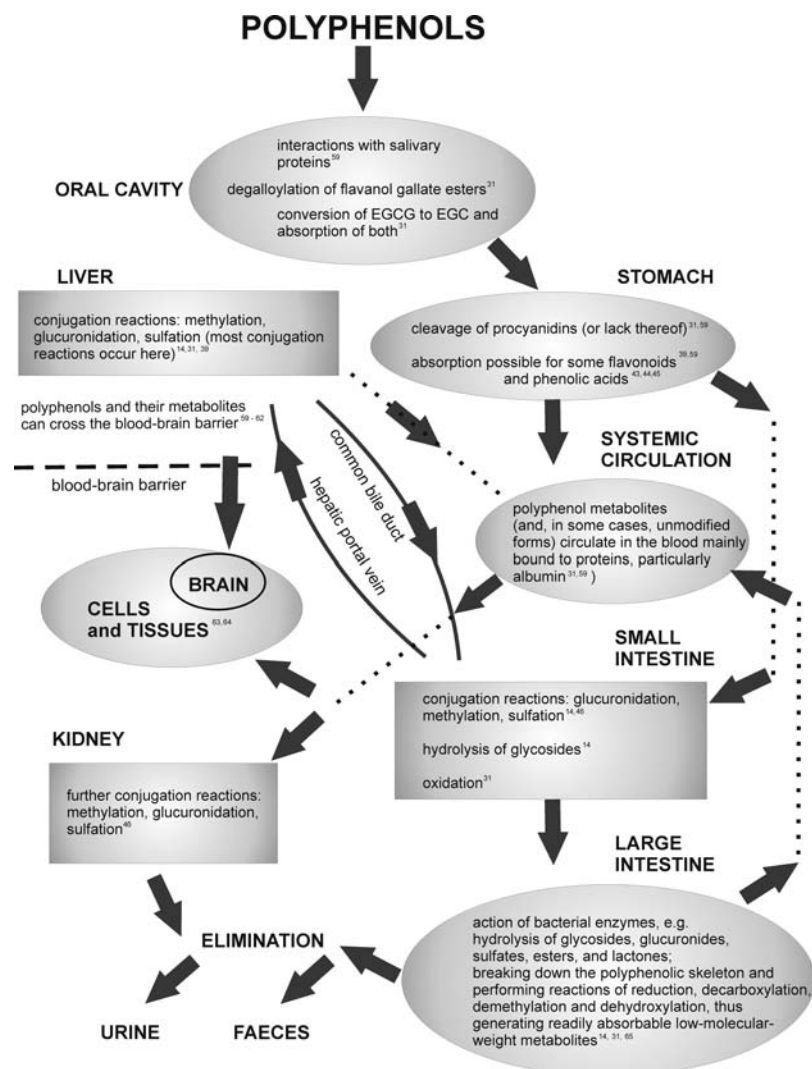 POLYPHENOLS
interactions with salivary
proteins59
degalloylation of flavanol gallate esters31
conversion of EGCG to EGC and
absorption of both31
ORAL CAVITY
LIVER
conjugation reactions: methylation,
glucuronidation, sulfation (most conjugation
reactions occur here)14, 31, 39
STOMACH
cleavage of procyanidins (or lack thereof)31, 59
absorption possible for some flavonoids39,59
and phenolic acids43, 44,45
polyphenols and their metabolites
can cross the blood-brain barrier59 - 62
blood-brain barrier
common bile duct
hepatic portal vein
SYSTEMIC
CIRCULATION
polyphenol metabolites
(and, in some cases, unmodified
forms) circulate in the blood mainly
bound to proteins, particularly
albumin31,59 )
BRAIN
CELLS
and TISSUES63,64
SMALL
INTESTINE
conjugation reactions: glucuronidation,
methylation, sulfation14,46
hydrolysis of glycosides14
oxidation31
KIDNEY
further conjugation reactions:
methylation, glucuronidation,
sulfation46
LARGE
INTESTINE
action of bacterial enzymes, e.g.
hydrolysis of glycosides, glucuronides,
sulfates, esters, and lactones;
breaking down the polyphenolic skeleton and
performing reactions of reduction, decarboxylation,
demethylation and dehydroxylation, thus
generating readily absorbable low-molecular-
weight metabolites14, 31, 65
ELIMINATION
URINE
FAECES